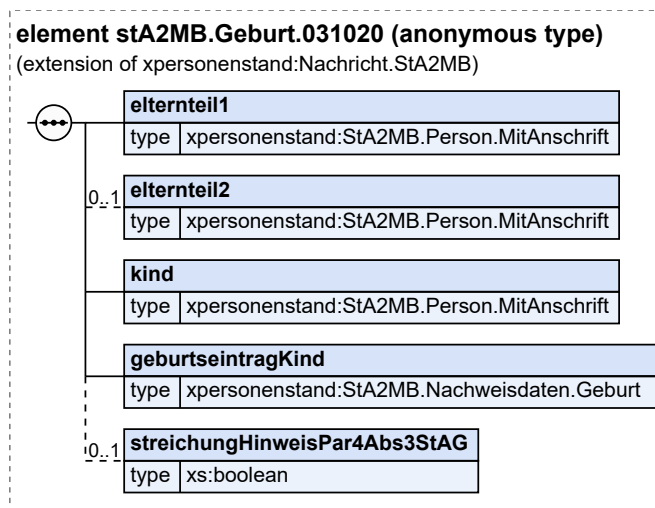 element stA2MB.Geburt.031020 (anonymous type)
(extension of xpersonenstand:Nachricht.StA2MB)
elternteil1
type xpersonenstand:StA2MB.Person.MitAnschrift
0..1 elternteil2
type xpersonenstand:StA2MB.Person.MitAnschrift
kind
type xpersonenstand:StA2MB.Person.MitAnschrift
geburtseintragKind
type xpersonenstand:StA2MB.Nachweisdaten.Geburt
0..1 streichungHinweisPar4Abs3StAG
type xs:boolean